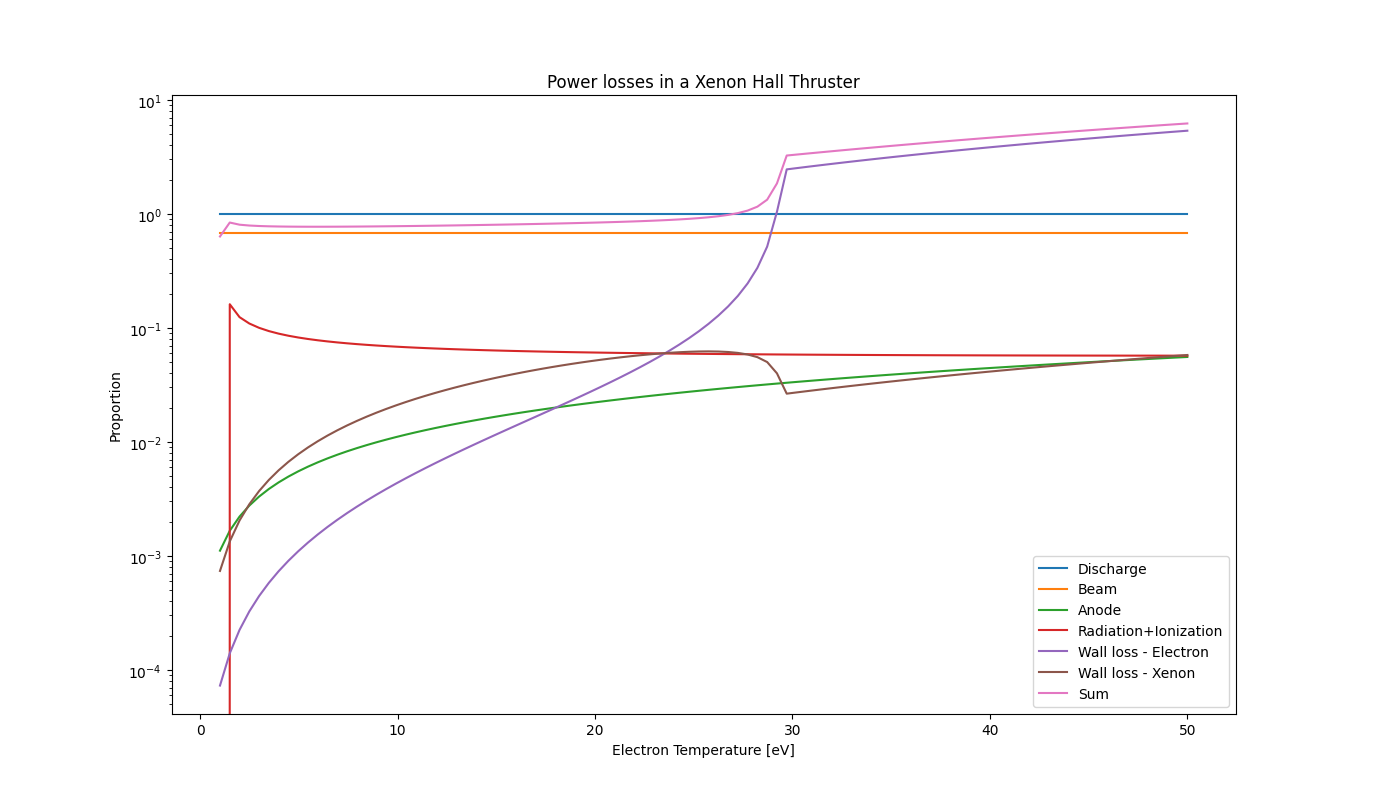 Power losses in a Xenon Hall Thruster
10¹
10⁰
10⁻¹
10⁻²
10⁻³
10⁻⁴
Proportion
Discharge
Beam
Anode
Radiation+Ionization
Wall loss - Electron
Wall loss - Xenon
Sum
0 10 20 30 40 50
Electron Temperature [eV]